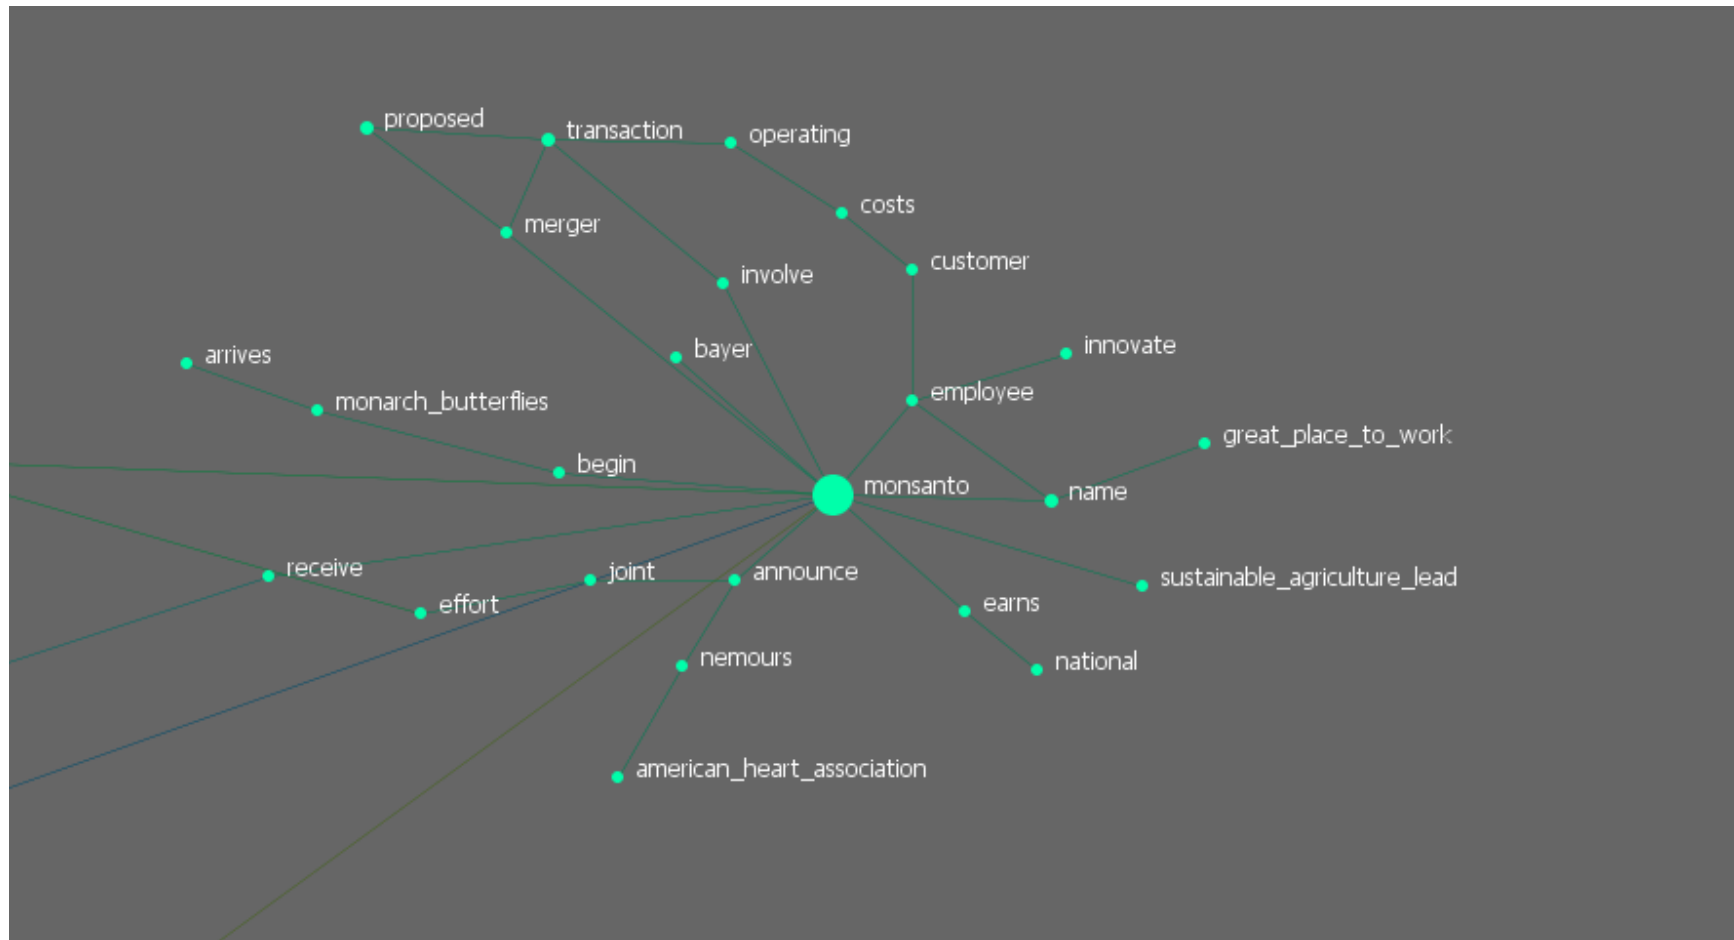 proposed
transaction
operating
costs
merger
customer
involve
innovate
bayer
arrives
employee
monarch_butterflies
great_place_to_work
begin
monsanto
name
receive
joint
announce
sustainable_agriculture_lead
effort
earns
nemours
national
american_heart_association